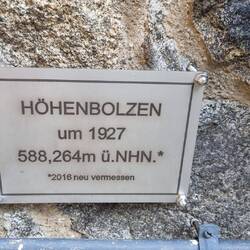 HÖHENBOLZEN
um 1927
588,264m ü.NHN.*
*2016 neu vermessen